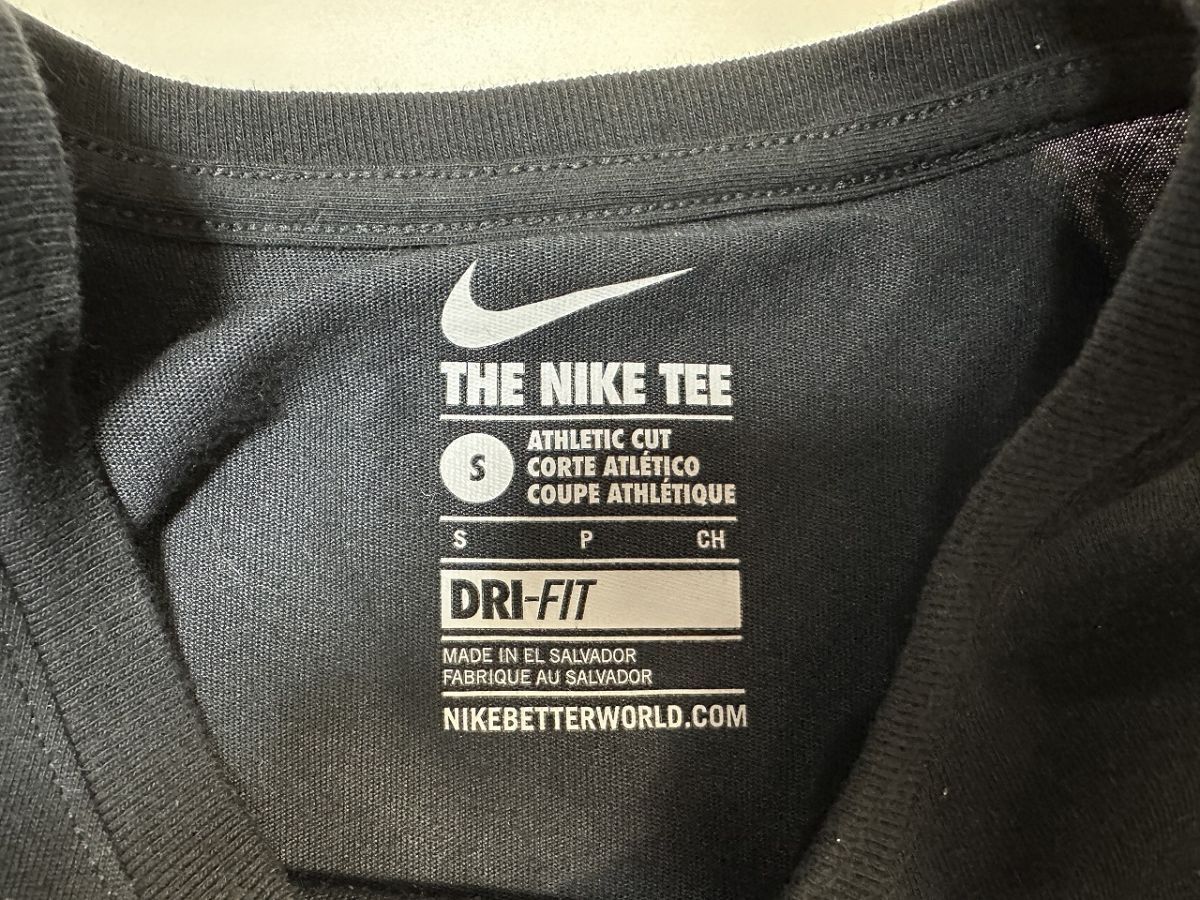 THE NIKE TEE
S
ATHLETIC CUT
CORTE ATLÉTICO
COUPE ATHLÉTIQUE
S P CH
DRI-FIT
MADE IN EL SALVADOR
FABRIQUE AU SALVADOR
NIKEBETTERWORLD.COM